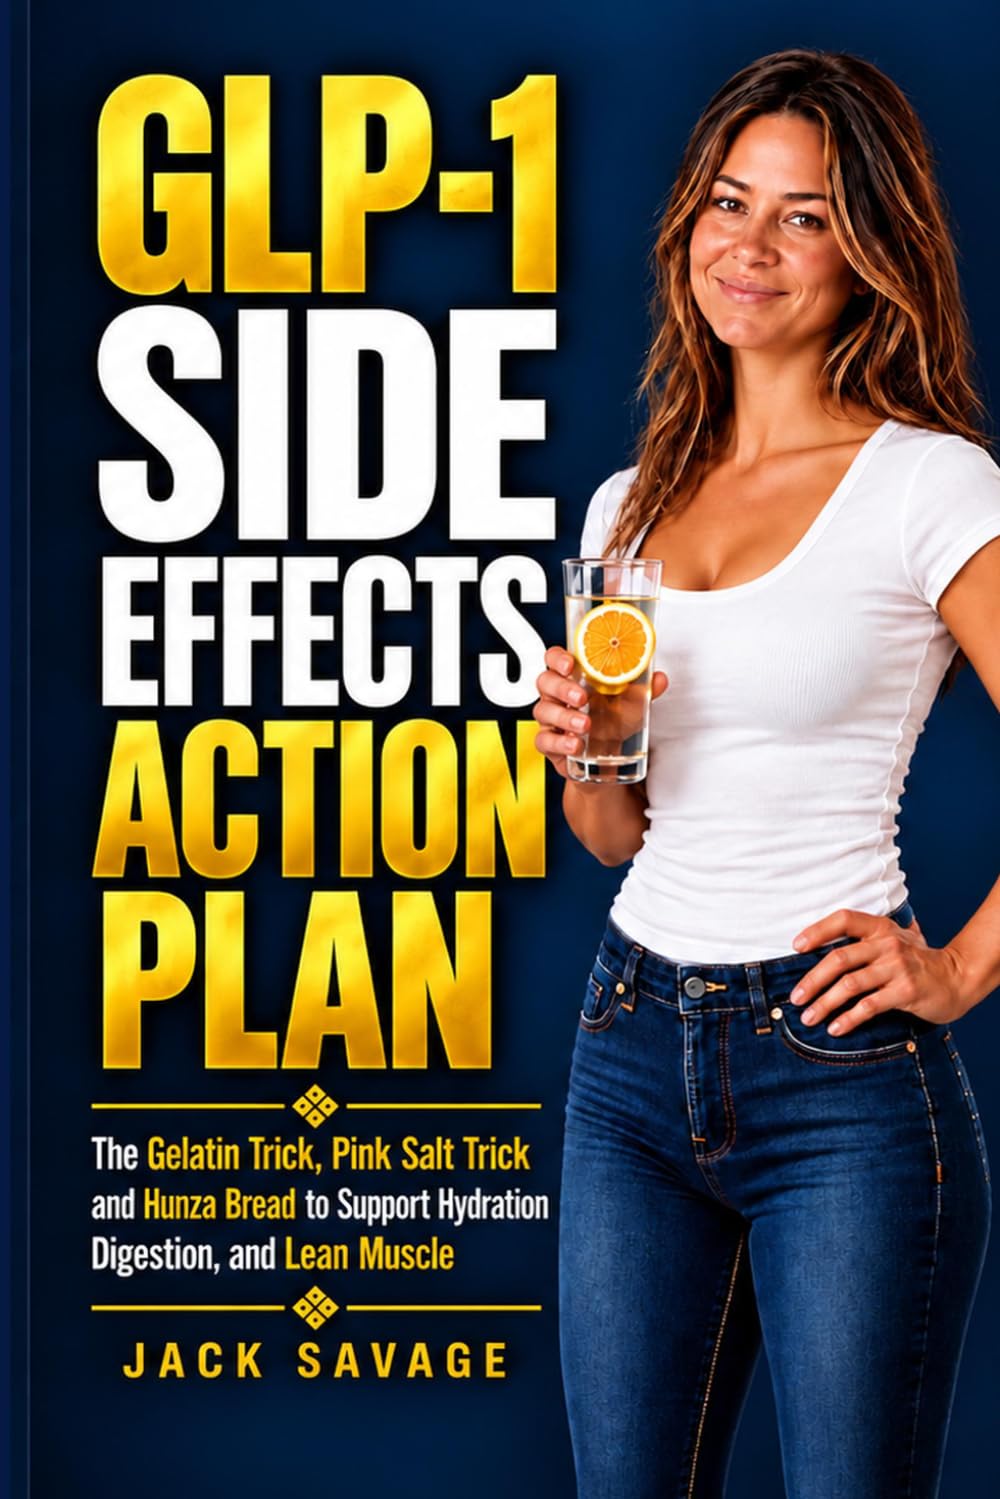 GLP-1
SIDE
EFFECTS
ACTION
PLAN
The Gelatin Trick, Pink Salt Trick
and Hunza Bread to Support Hydration
Digestion, and Lean Muscle
JACK SAVAGE